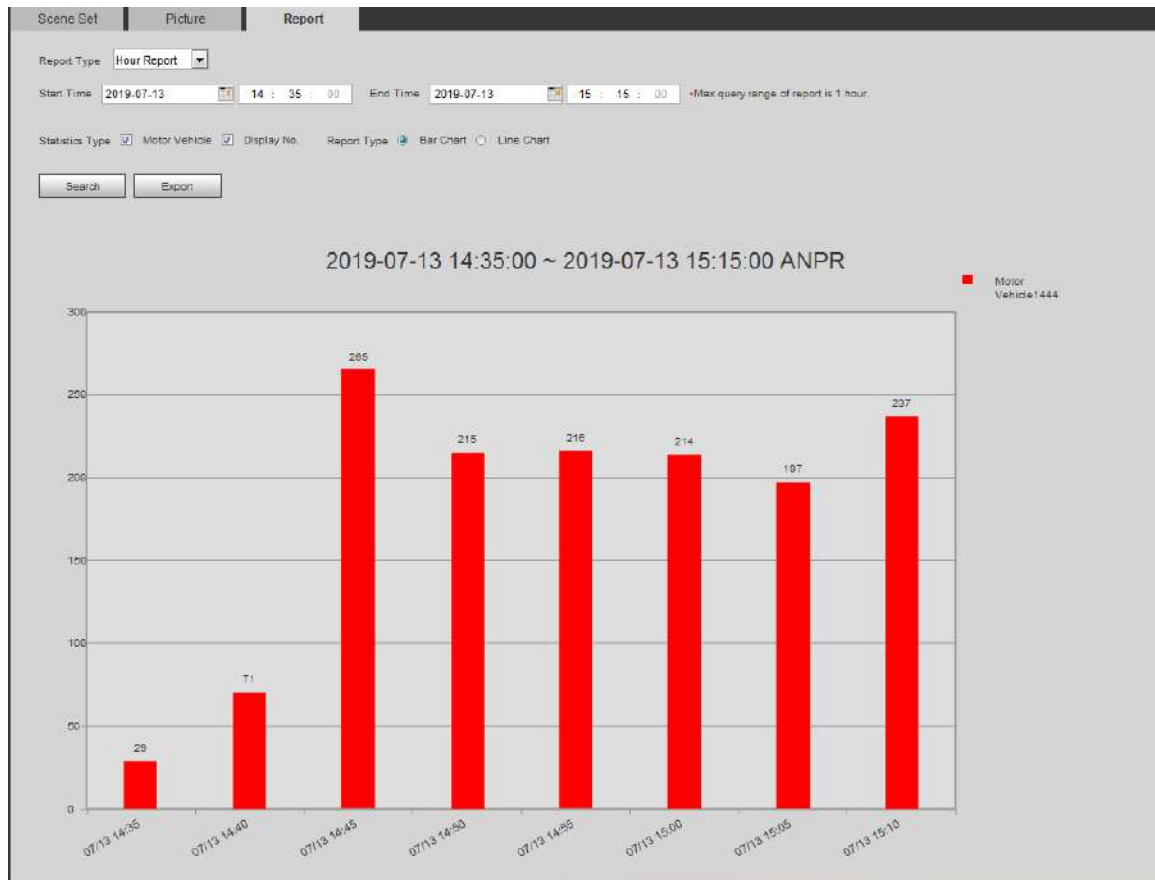 Scene Set Picture Report
Report Type Hour Report
Start Time 2019-07-13 14 : 35 : 00 End Time 2019-07-13 15 : 15 : 00 *Max query range of report is 1 hour.
Statistics Type Motor Vehicle Display No. Report Type Bar Chart Line Chart
Search Export
2019-07-13 14:35:00 ~ 2019-07-13 15:15:00 ANPR
Motor
Vehicle1444
300
265
250
237
215
216
214
200
197
150
100
71
50
29
0
07/13 14:35
07/13 14:40
07/13 14:45
07/13 14:50
07/13 14:55
07/13 15:00
07/13 15:05
07/13 15:10